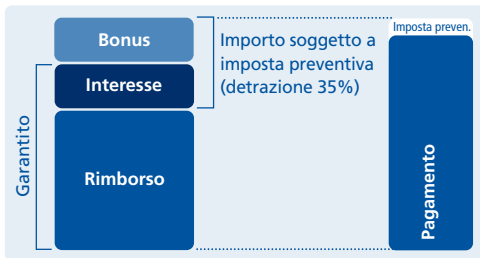 Bonus
Interesse
Rimborso
Garantito
Importo soggetto a
imposta preventiva
(detrazione 35%)
Imposta preven.
Pagamento